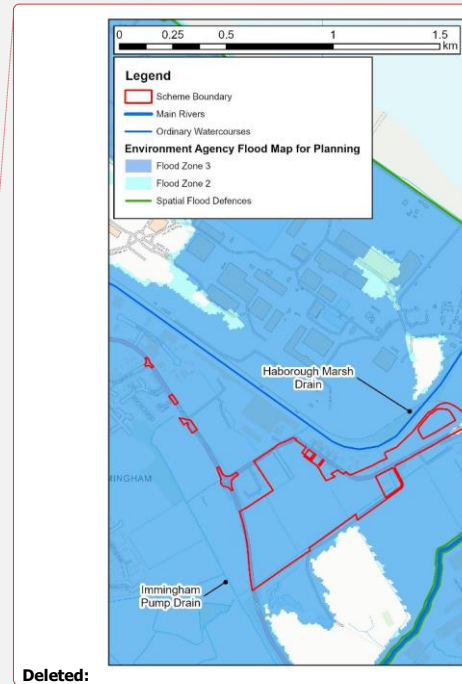 0 0.25 0.5 1 1.5
km
Legend
Scheme Boundary
Main Rivers
Ordinary Watercourses
Environment Agency Flood Map for Planning
Flood Zone 3
Flood Zone 2
Spatial Flood Defences
Haborough Marsh
Drain
MINGHAM
Immingham
Pump Drain
Deleted: